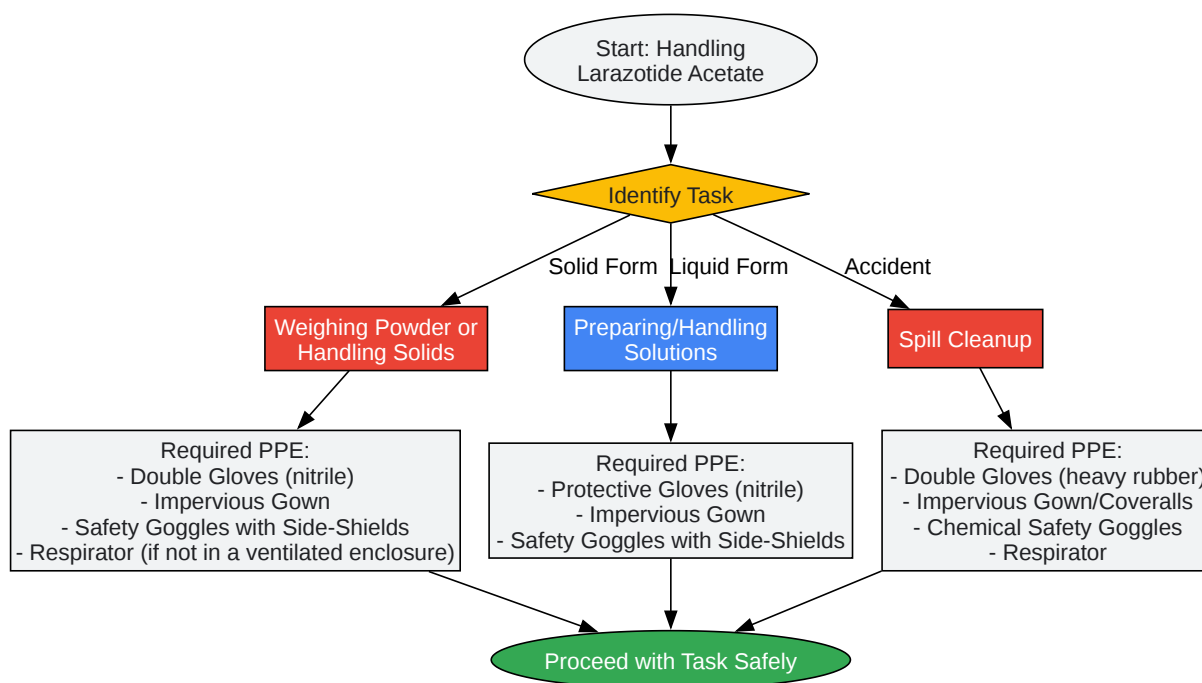 Start: Handling
Larazotide Acetate
Identify Task
Solid Form
Liquid Form
Accident
Weighing Powder or
Handling Solids
Preparing/Handling
Solutions
Spill Cleanup
Required PPE:
- Double Gloves (nitrile)
- Impervious Gown
- Safety Goggles with Side-Shields
- Respirator (if not in a ventilated enclosure)
Required PPE:
- Protective Gloves (nitrile)
- Impervious Gown
- Safety Goggles with Side-Shields
Required PPE:
- Double Gloves (heavy rubber)
- Impervious Gown/Coveralls
- Chemical Safety Goggles
- Respirator
Proceed with Task Safely